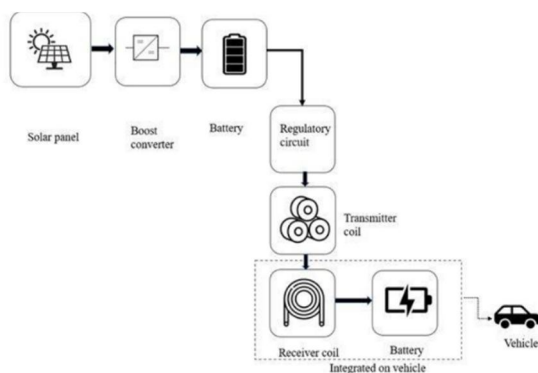 Solar panel
Boost
converter
Battery
Regulatory
circuit
Transmitter
coil
Receiver coil
Battery
Integrated on vehicle
Vehicle